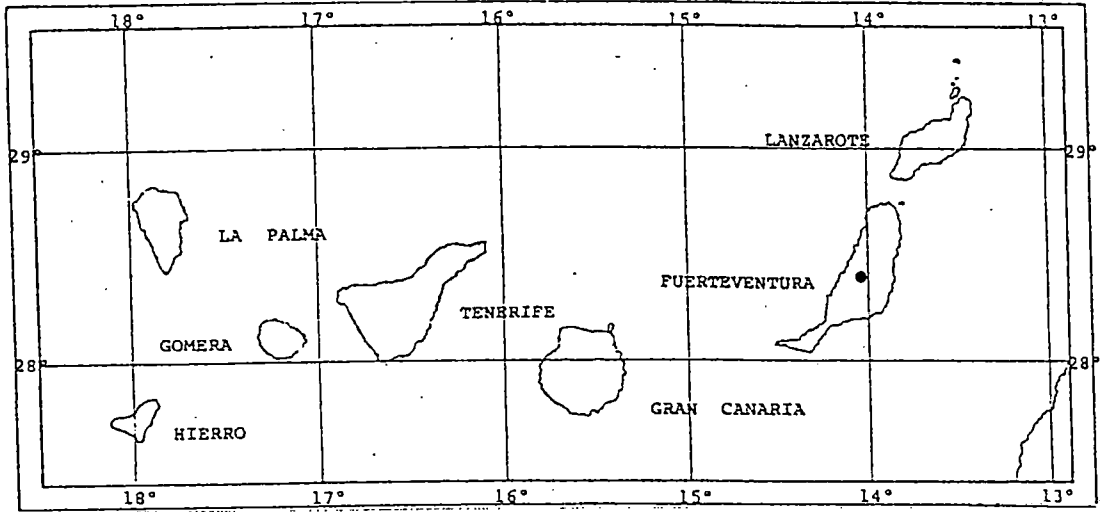 18° 17° 16° 15° 14° 13°
LANZAROTE
29° 29°
LA PALMA
FUERTEVENTURA
TENERIFE
GOMERA
28° 28°
GRAN CANARIA
HIERRO
18° 17° 16° 15° 14° 13°